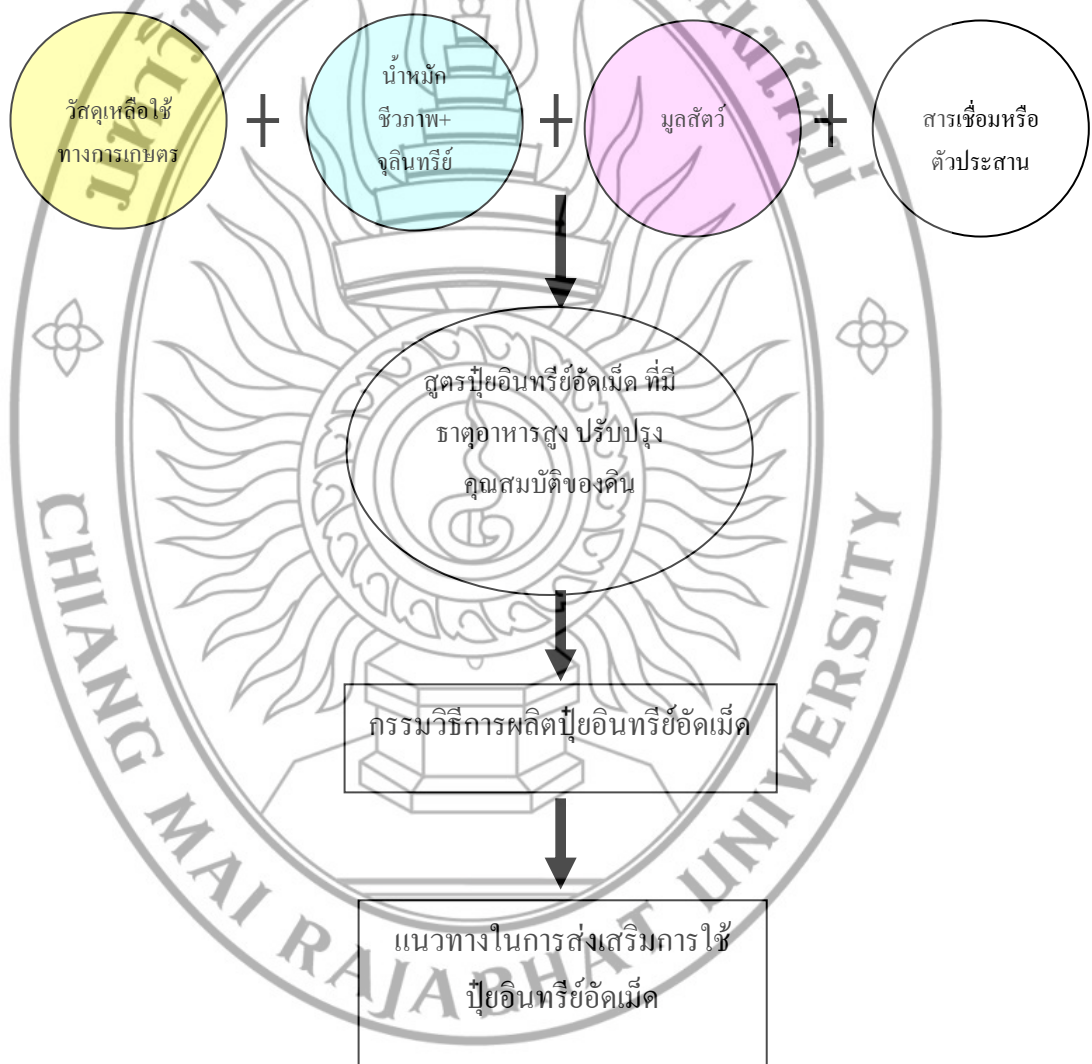 วัสดุเหลือใช้
ทางการเกษตร
+
น้ำหมัก
ชีวภาพ+
จุลินทรีย์
+
มูลสัตว์
+
สารเชื่อมหรือ
ตัวประสาน
สูตรปุ๋ยอินทรีย์อัดเม็ด ที่มี
ธาตุอาหารสูง ปรับปรุง
คุณสมบัติของดิน
กรรมวิธีการผลิตปุ๋ยอินทรีย์อัดเม็ด
แนวทางในการส่งเสริมการใช้
ปุ๋ยอินทรีย์อัดเม็ด
CHIANG MAI RAJABHAT UNIVERSITY